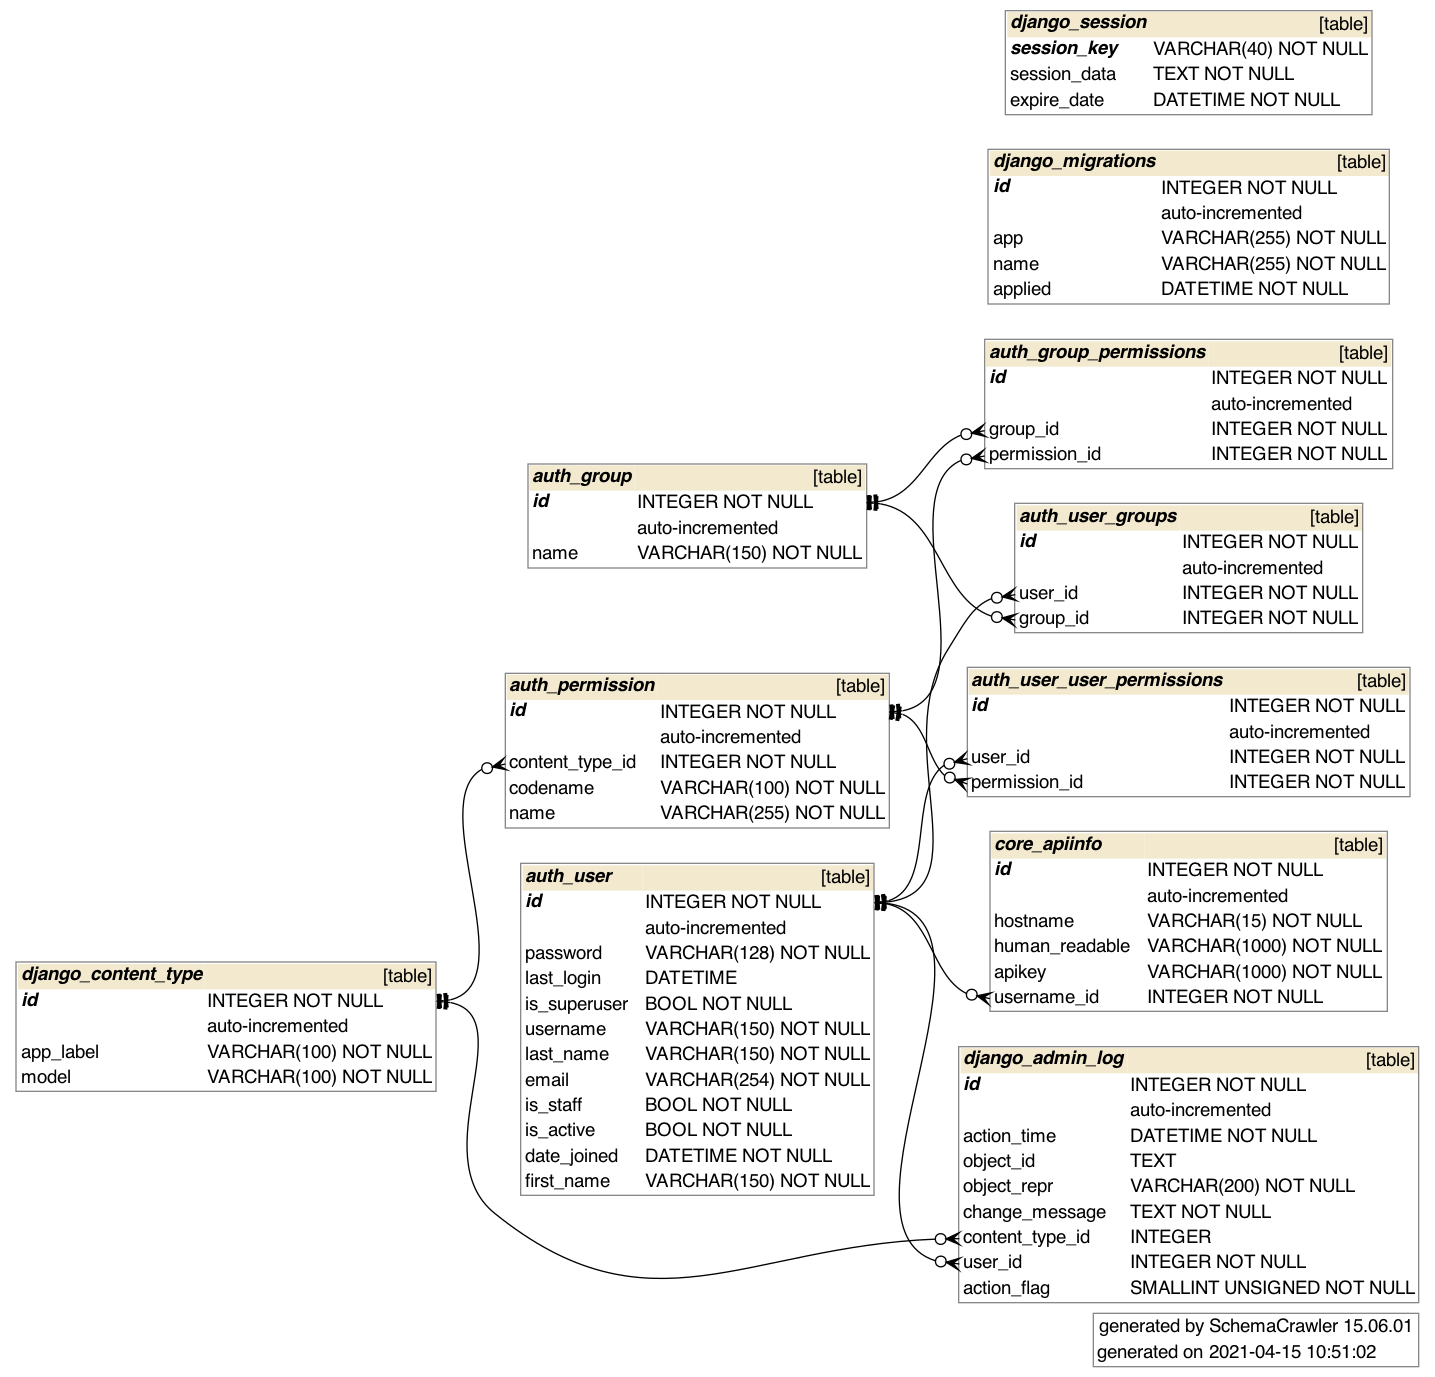 django_session [table]
session_key VARCHAR(40) NOT NULL
session_data TEXT NOT NULL
expire_date DATETIME NOT NULL
django_migrations [table]
id INTEGER NOT NULL
auto-incremented
app VARCHAR(255) NOT NULL
name VARCHAR(255) NOT NULL
applied DATETIME NOT NULL
auth_group_permissions [table]
id INTEGER NOT NULL
auto-incremented
group_id INTEGER NOT NULL
permission_id INTEGER NOT NULL
auth_group [table]
id INTEGER NOT NULL
auto-incremented
name VARCHAR(150) NOT NULL
auth_user_groups [table]
id INTEGER NOT NULL
auto-incremented
user_id INTEGER NOT NULL
group_id INTEGER NOT NULL
auth_permission [table]
id INTEGER NOT NULL
auto-incremented
content_type_id INTEGER NOT NULL
codename VARCHAR(100) NOT NULL
name VARCHAR(255) NOT NULL
auth_user_user_permissions [table]
id INTEGER NOT NULL
auto-incremented
user_id INTEGER NOT NULL
permission_id INTEGER NOT NULL
core_apiinfo [table]
id INTEGER NOT NULL
auto-incremented
hostname VARCHAR(15) NOT NULL
human_readable VARCHAR(1000) NOT NULL
apikey VARCHAR(1000) NOT NULL
username_id INTEGER NOT NULL
auth_user [table]
id INTEGER NOT NULL
auto-incremented
password VARCHAR(128) NOT NULL
last_login DATETIME
is_superuser BOOL NOT NULL
username VARCHAR(150) NOT NULL
last_name VARCHAR(150) NOT NULL
email VARCHAR(254) NOT NULL
is_staff BOOL NOT NULL
is_active BOOL NOT NULL
date_joined DATETIME NOT NULL
first_name VARCHAR(150) NOT NULL
django_content_type [table]
id INTEGER NOT NULL
auto-incremented
app_label VARCHAR(100) NOT NULL
model VARCHAR(100) NOT NULL
django_admin_log [table]
id INTEGER NOT NULL
auto-incremented
action_time DATETIME NOT NULL
object_id TEXT
object_repr VARCHAR(200) NOT NULL
change_message TEXT NOT NULL
content_type_id INTEGER
user_id INTEGER NOT NULL
action_flag SMALLINT UNSIGNED NOT NULL
generated by SchemaCrawler 15.06.01
generated on 2021-04-15 10:51:02